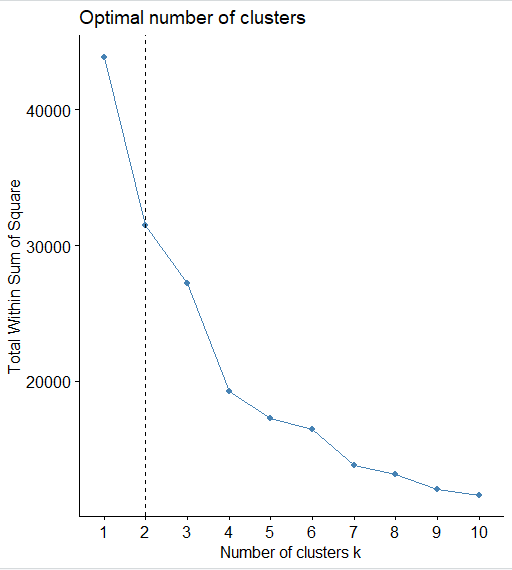 Optimal number of clusters
Total Within Sum of Square
40000
30000
20000
1 2 3 4 5 6 7 8 9 10
Number of clusters k